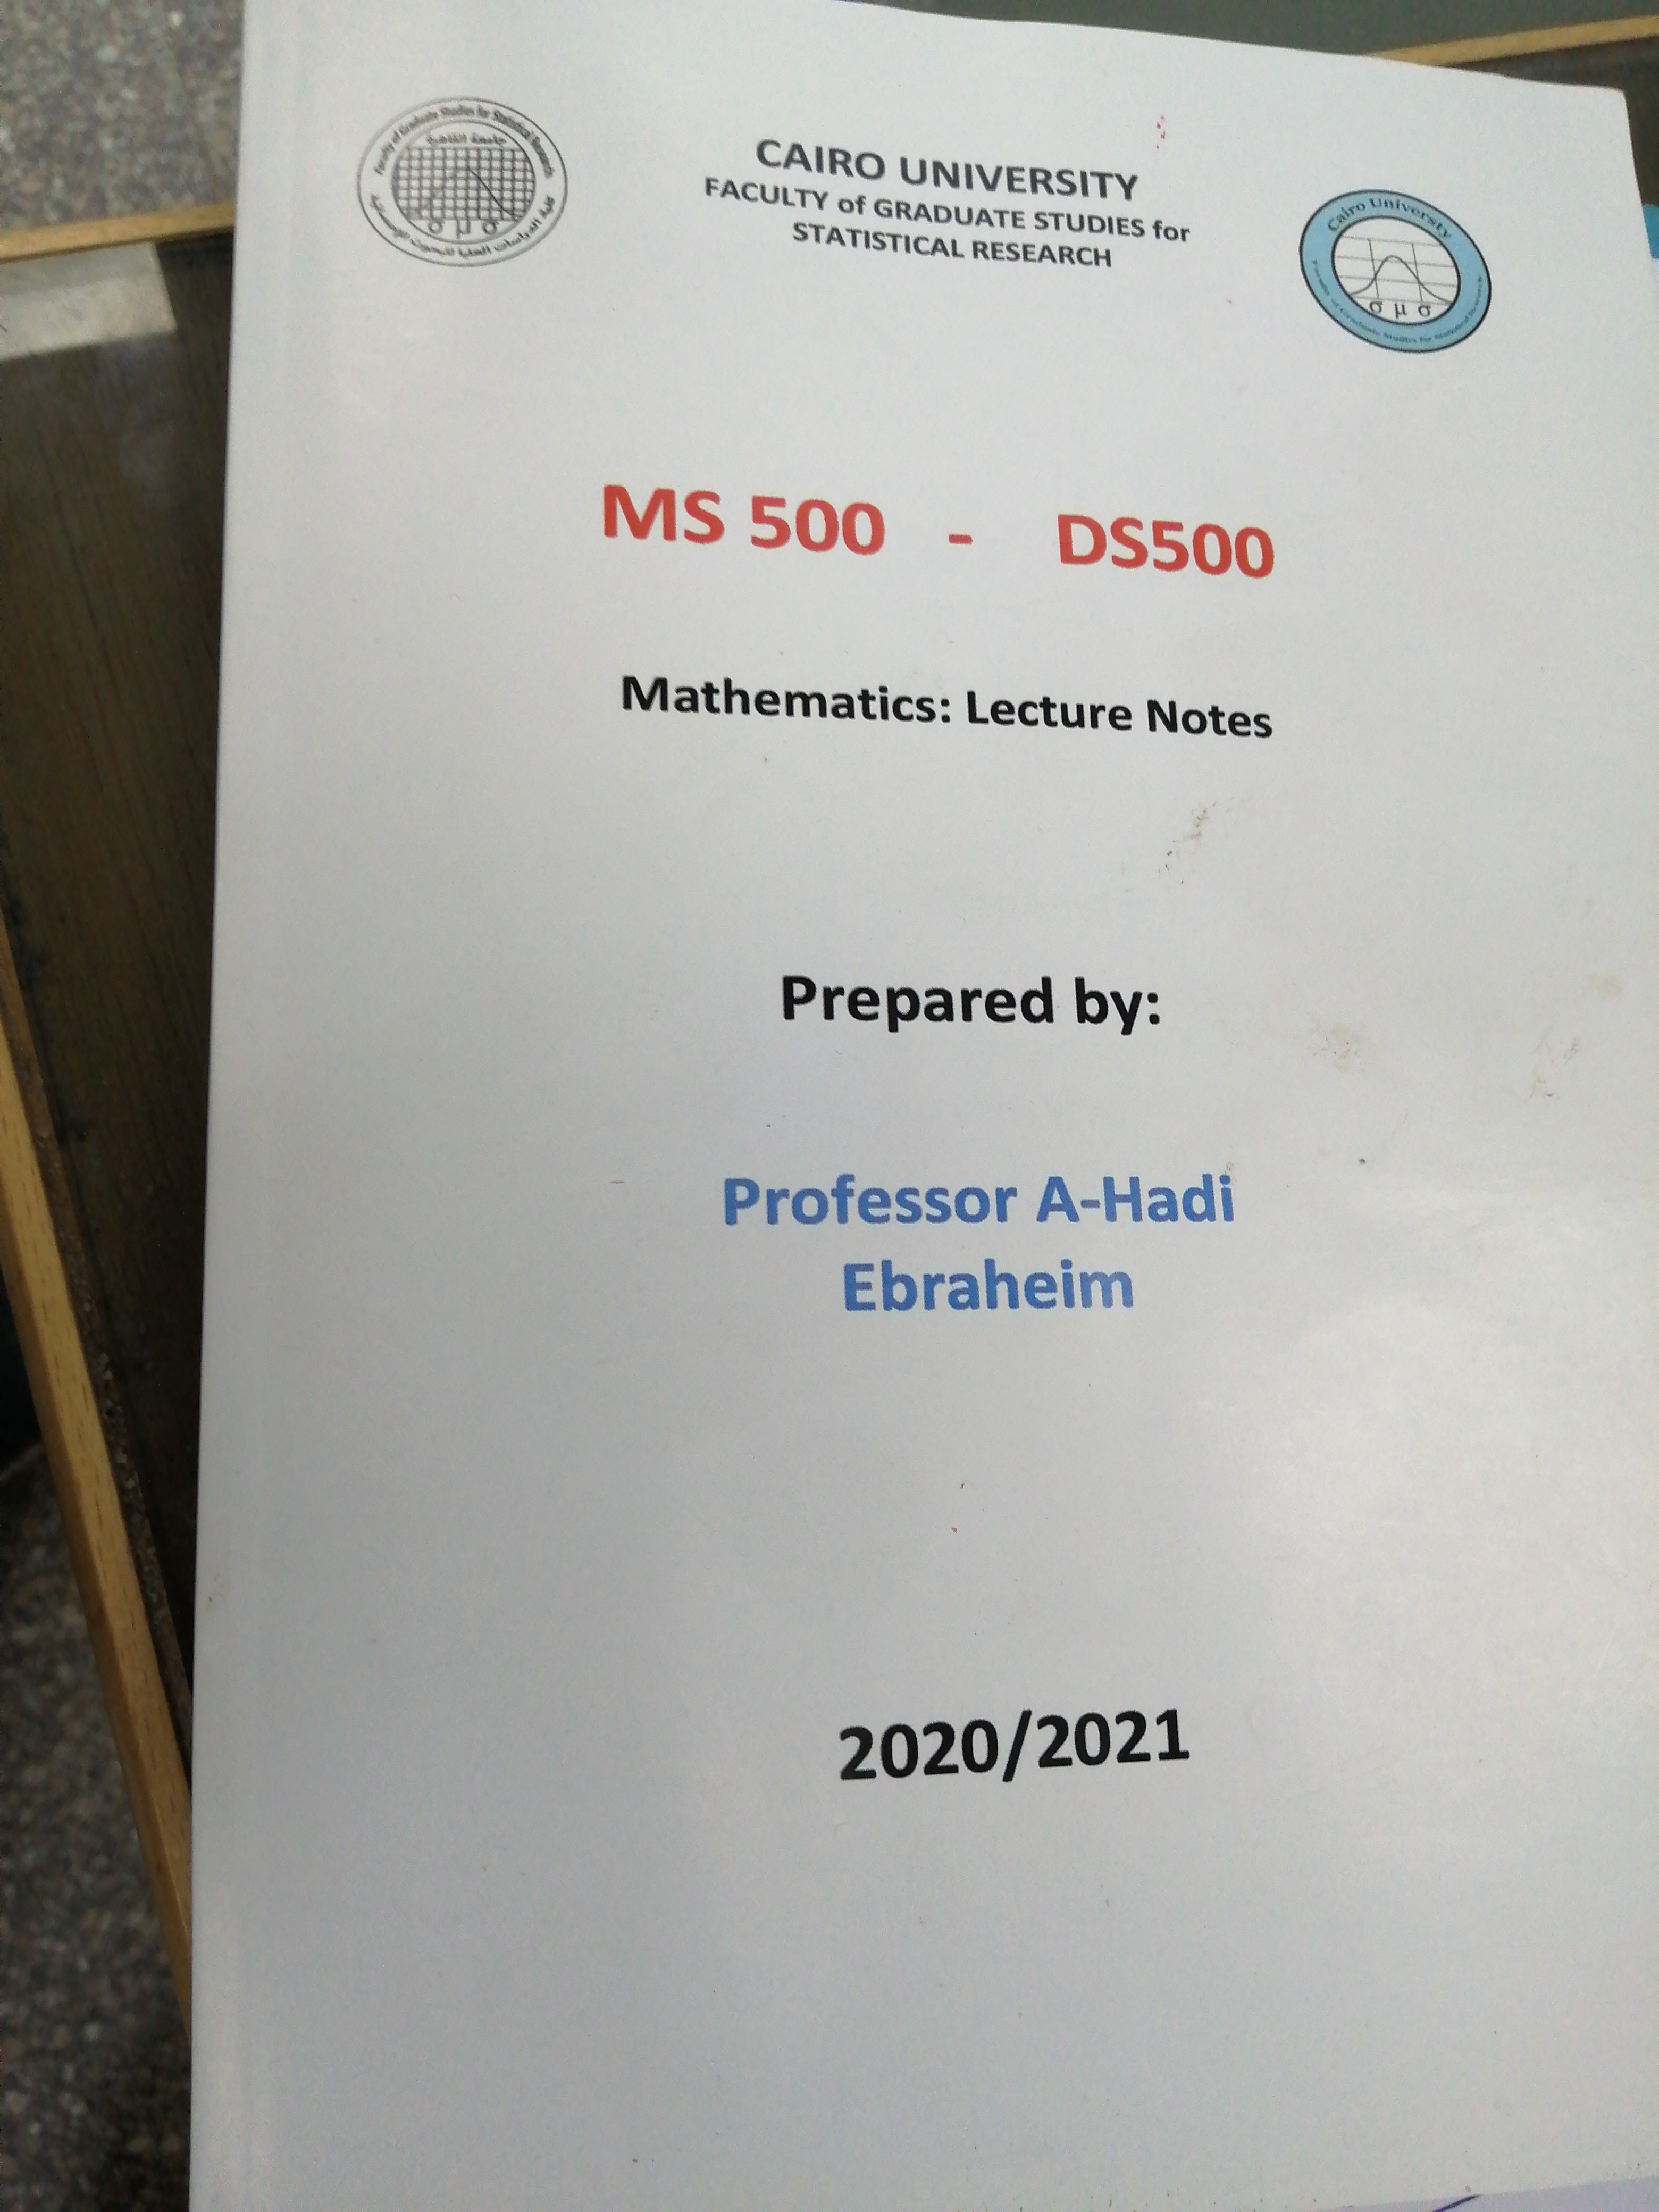 Faculty of Graduate Studies for Statistical Research
جامعة القاهرة
σ μ σ
كلية الدراسات العليا للبحوث الإحصائية
CAIRO UNIVERSITY
FACULTY of GRADUATE STUDIES for
STATISTICAL RESEARCH
Cairo University
σ μ σ
Faculty of Graduate Studies for Statistical Research
MS 500 - DS500
Mathematics: Lecture Notes
Prepared by:
Professor A-Hadi
Ebraheim
2020/2021